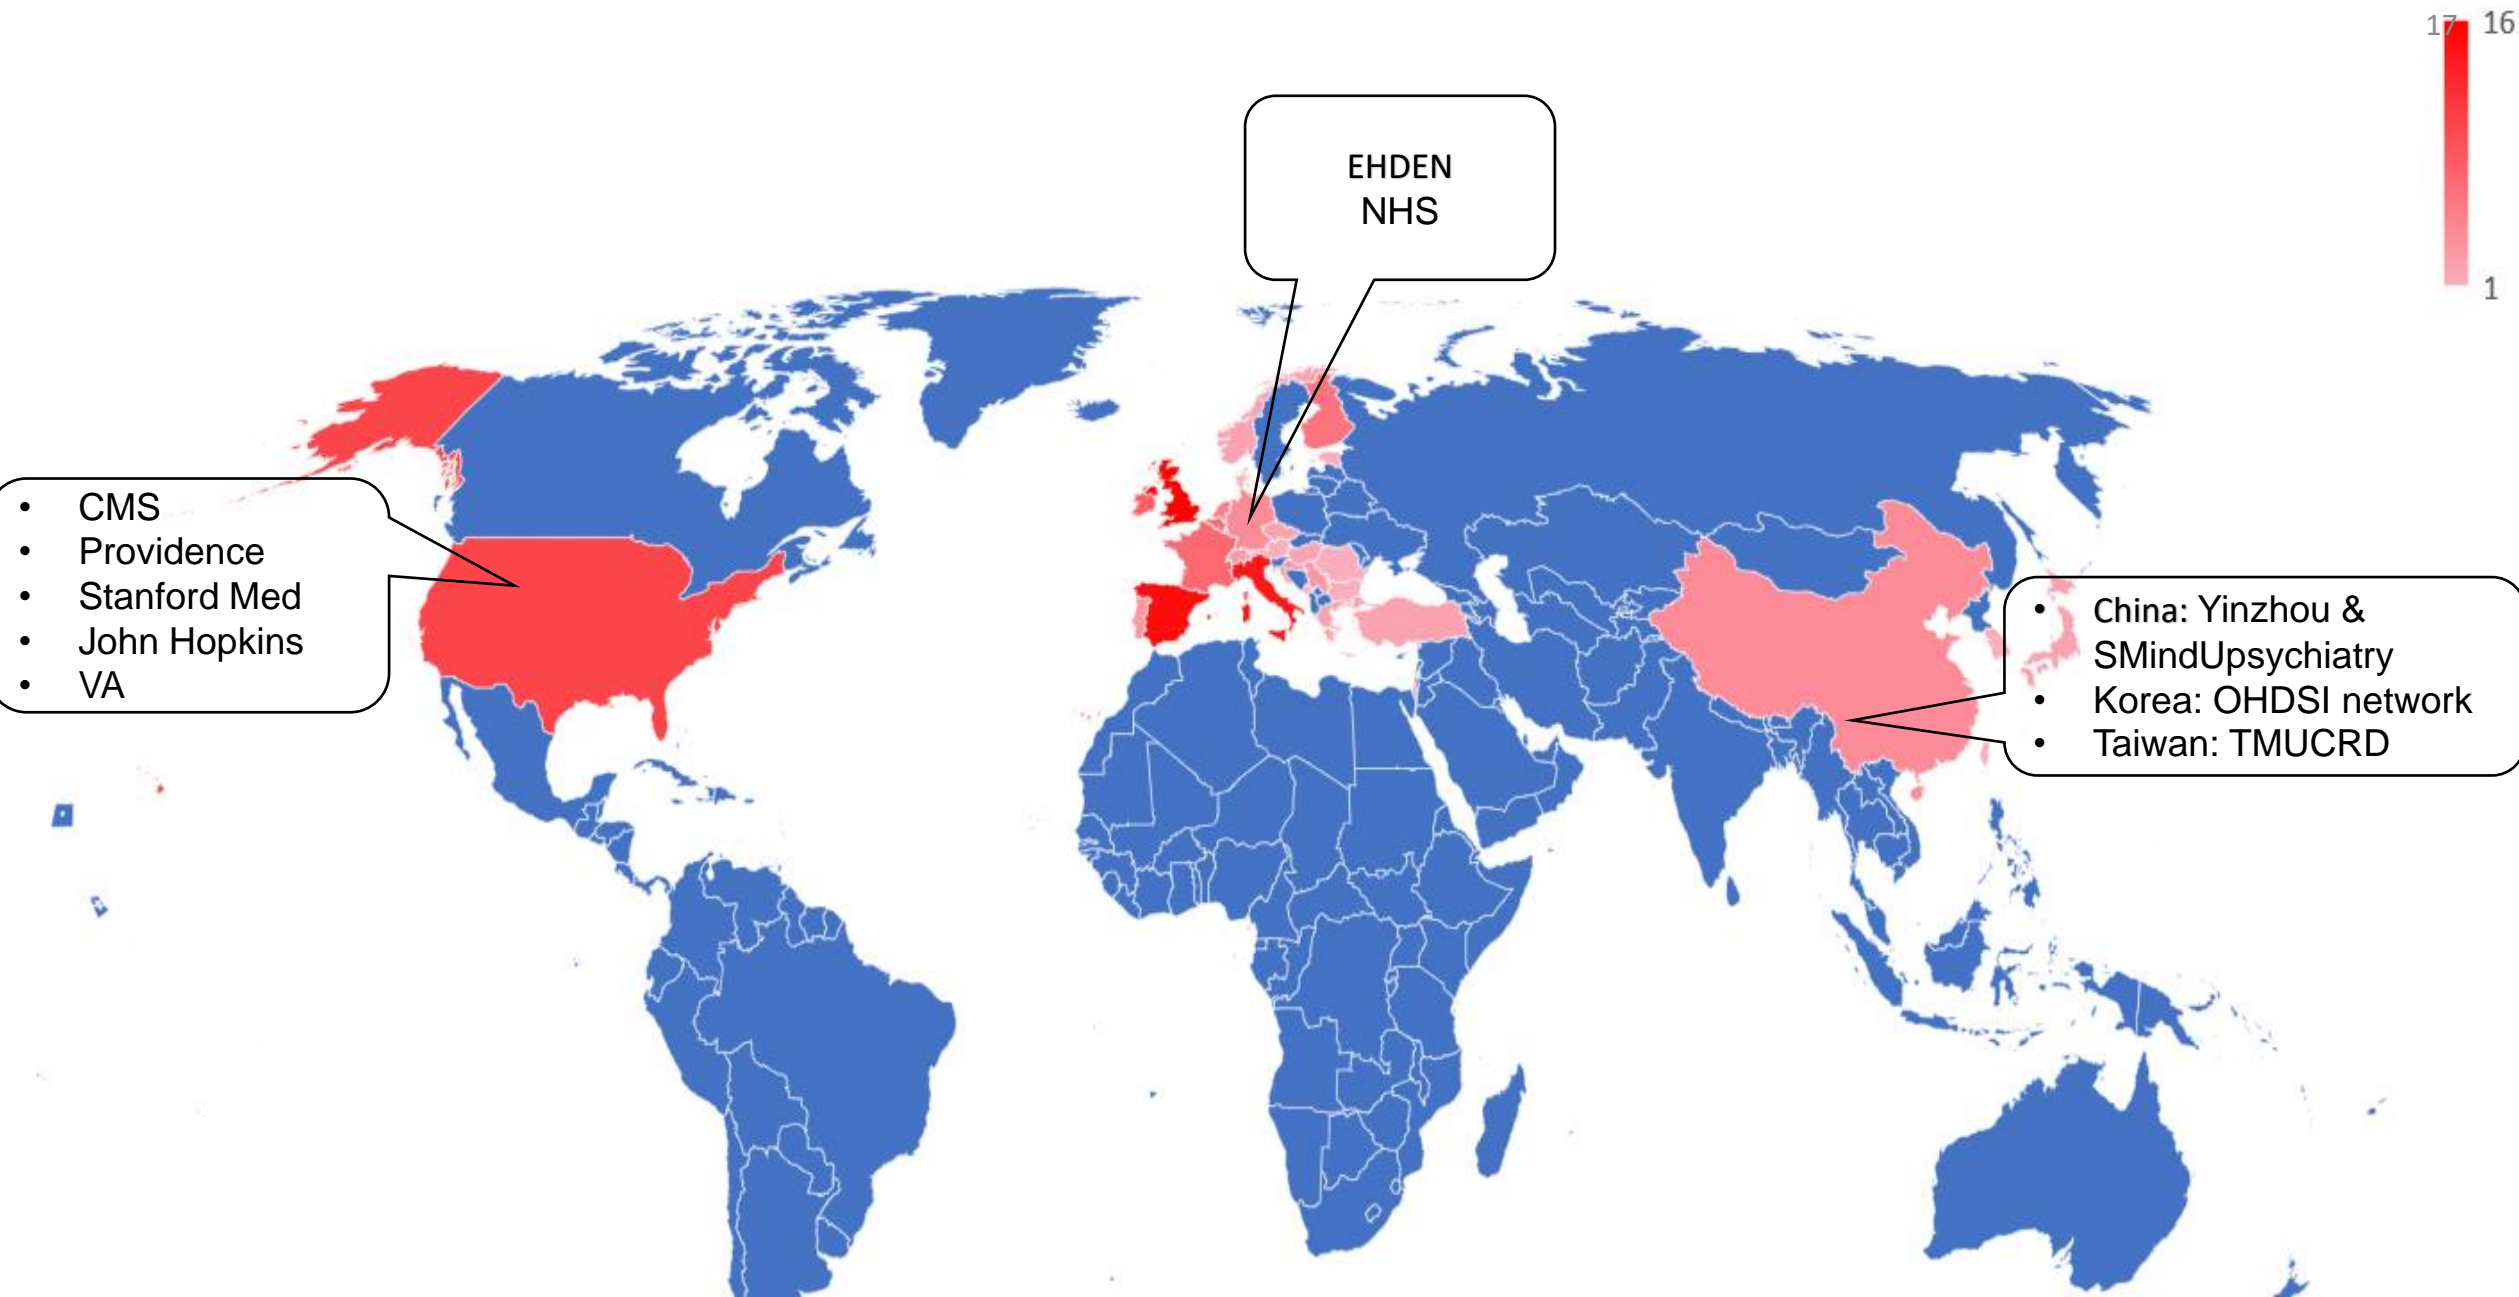 17 16
EHDEN
NHS
1
• CMS
• Providence
• Stanford Med
• John Hopkins
• VA
• China: Yinzhou &
SMindUpsychiatry
• Korea: OHDSI network
• Taiwan: TMUCRD